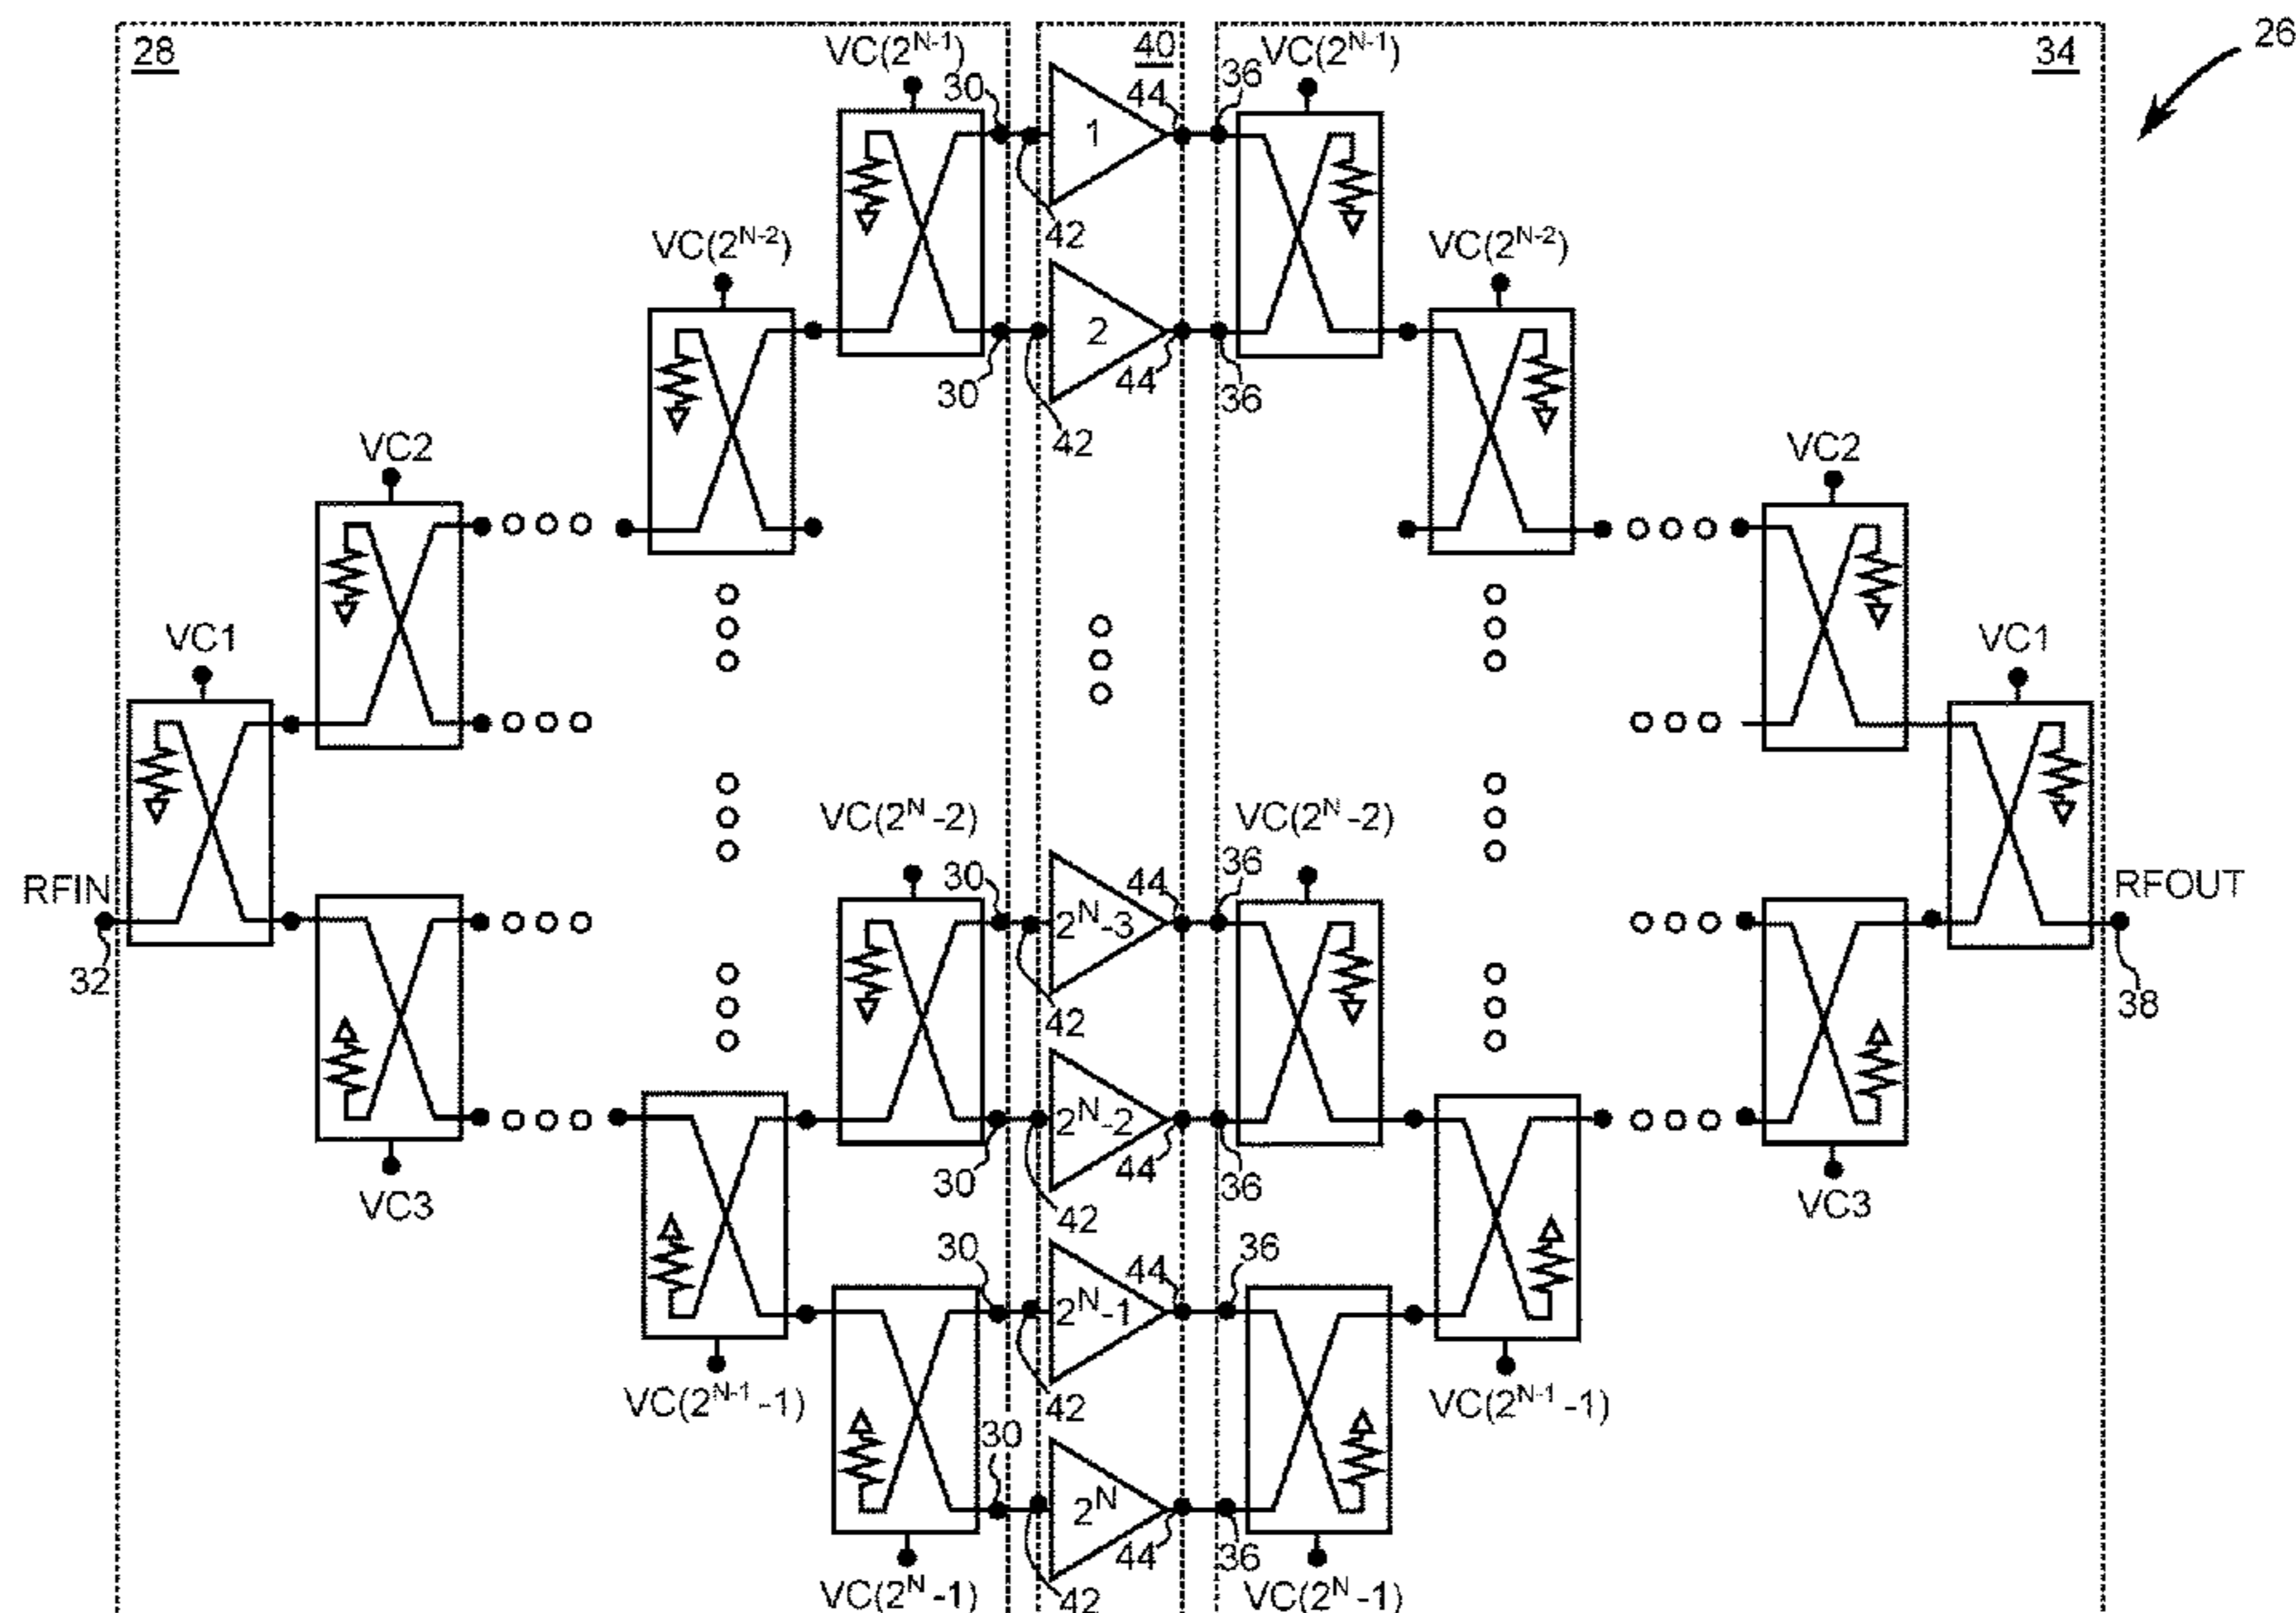 28
VC(2^N-1)
30
40
VC(2^N-1)
36
34
26
44
1
42
VC(2^N-2)
VC(2^N-2)
2
30
42
44
36
VC2
VC2
VC1
VC1
VC(2^N -2)
30
44
36
VC(2^N -2)
RFIN
32
2^N-3
42
RFOUT
38
2^N-2
VC3
30
42
44
36
VC3
30
44
36
2^N-1
VC(2^N-1 -1)
42
VC(2^N-1 -1)
30
2^N
44
36
VC(2^N -1)
42
VC(2^N -1)